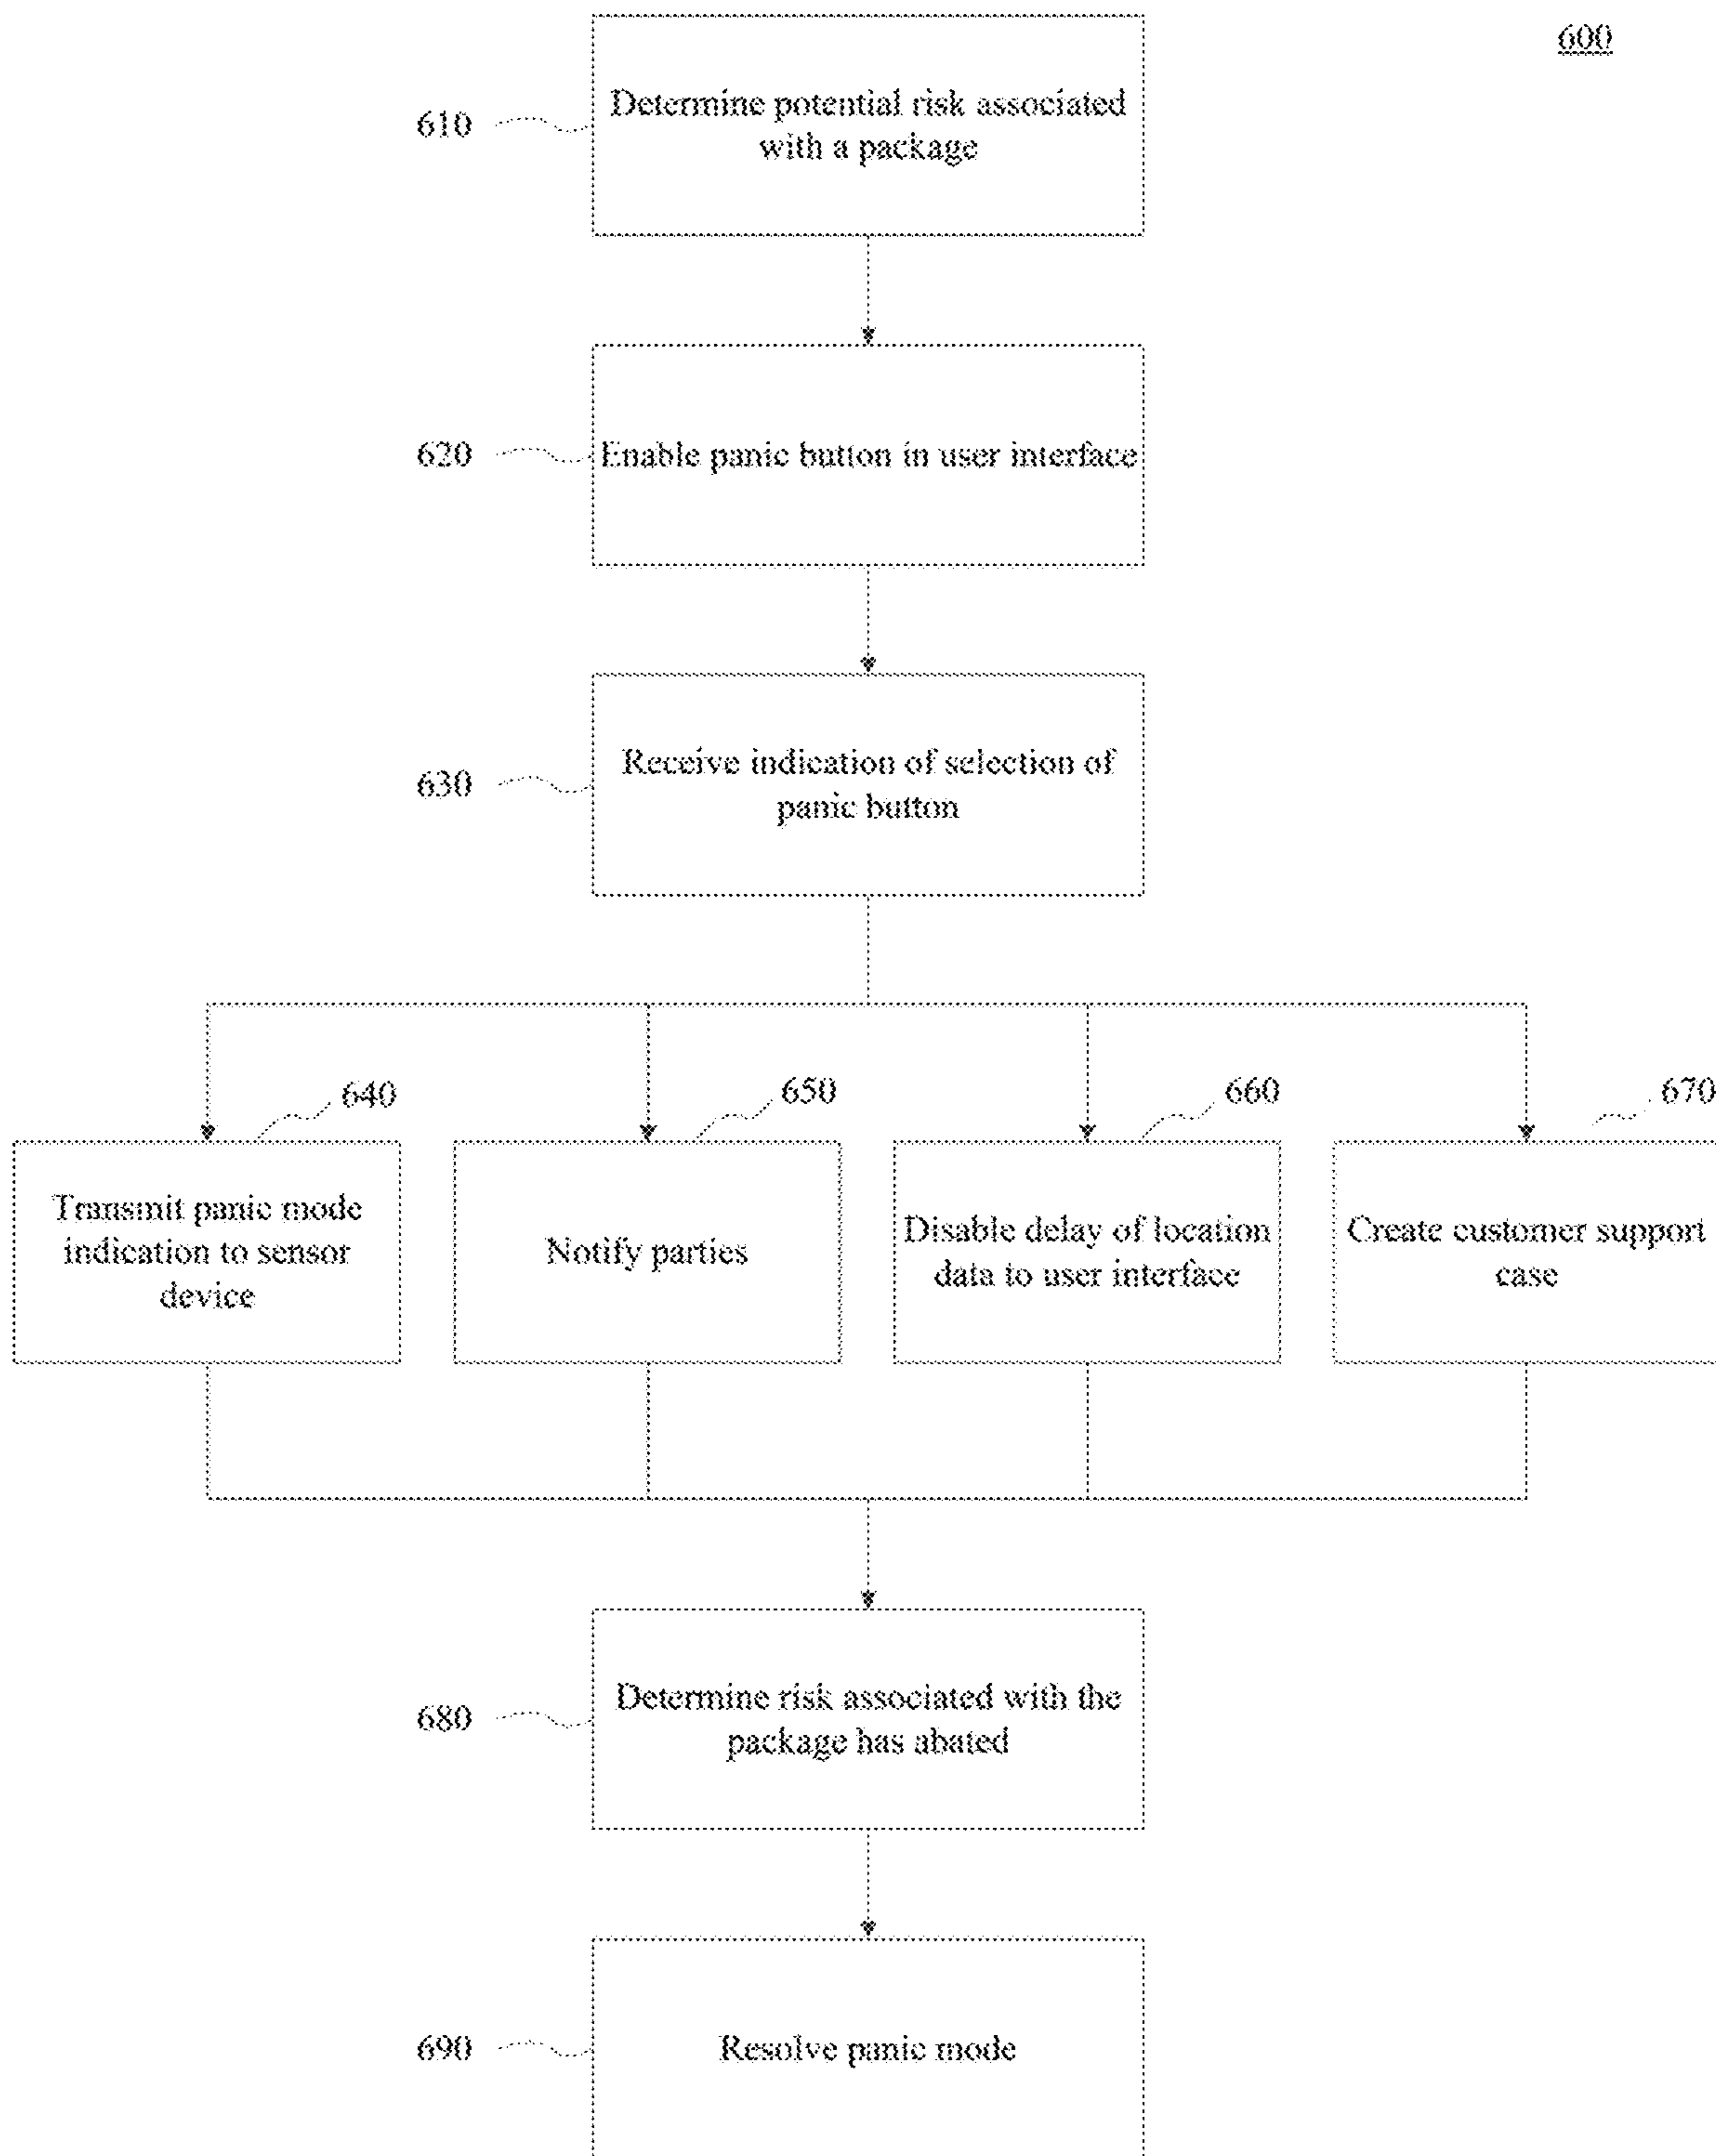 600
Determine potential risk associated
with a package
610
Enable panic button in user interface
620
Receive indication of selection of
panic button
630
640
650
660
670
Transmit panic mode
indication to sensor
device
Notify parties
Disable delay of location
data to user interface
Create customer support
case
Determine risk associated with the
package has abated
680
Resolve panic mode
690